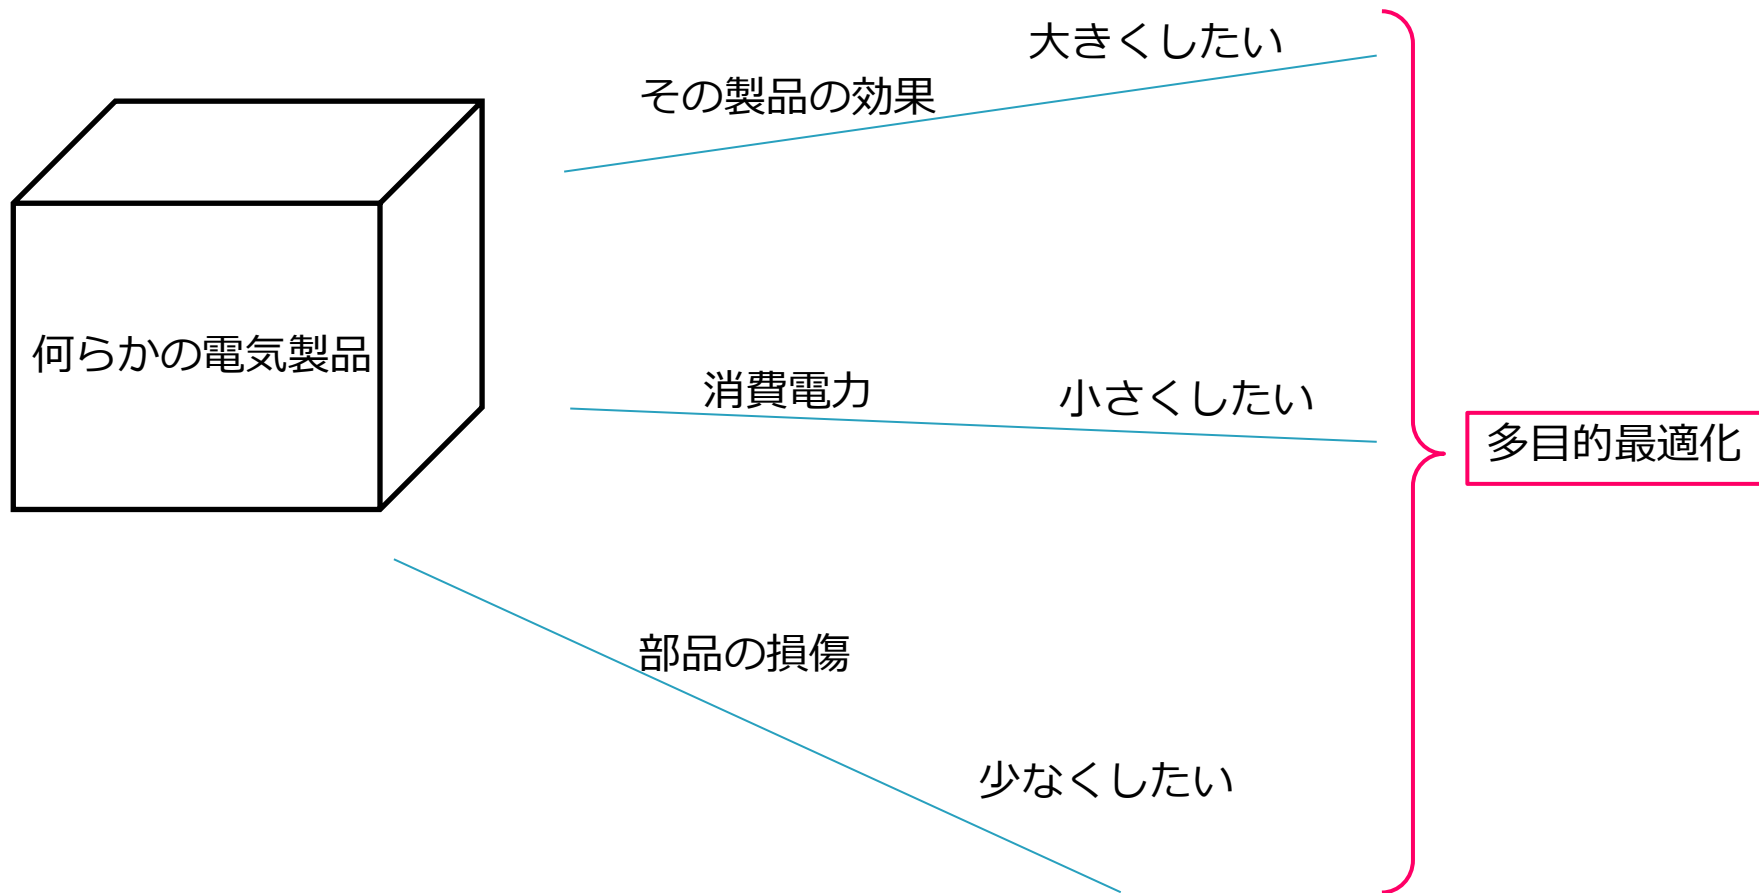 大きくしたい
その製品の効果
何らかの電気製品
消費電力
小さくしたい
多目的最適化
部品の損傷
少なくしたい